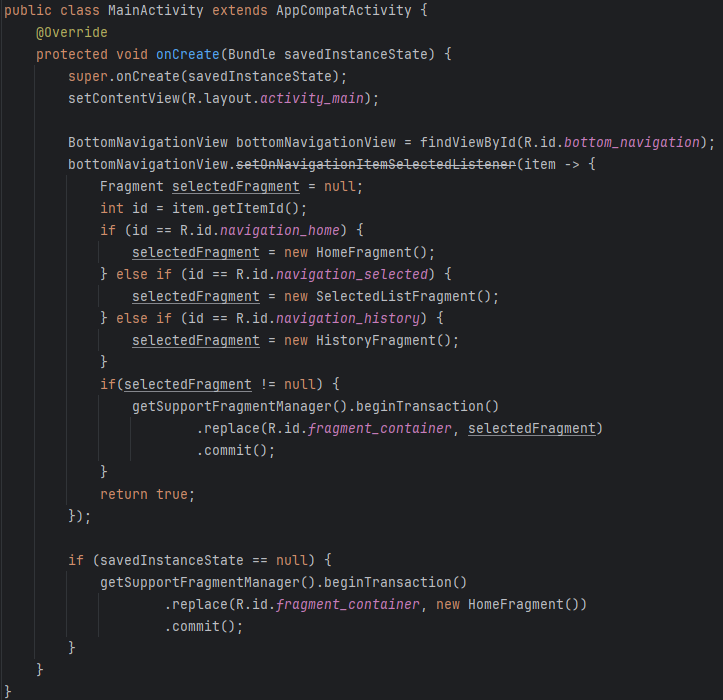 public class MainActivity extends AppCompatActivity {
    @Override
    protected void onCreate(Bundle savedInstanceState) {
        super.onCreate(savedInstanceState);
        setContentView(R.layout.activity_main);

        BottomNavigationView bottomNavigationView = findViewById(R.id.bottom_navigation);
        bottomNavigationView.setOnNavigationItemSelectedListener(item -> {
            Fragment selectedFragment = null;
            int id = item.getItemId();
            if (id == R.id.navigation_home) {
                selectedFragment = new HomeFragment();
            } else if (id == R.id.navigation_selected) {
                selectedFragment = new SelectedListFragment();
            } else if (id == R.id.navigation_history) {
                selectedFragment = new HistoryFragment();
            }
            if(selectedFragment != null) {
                getSupportFragmentManager().beginTransaction()
                        .replace(R.id.fragment_container, selectedFragment)
                        .commit();
            }
            return true;
        });

        if (savedInstanceState == null) {
            getSupportFragmentManager().beginTransaction()
                    .replace(R.id.fragment_container, new HomeFragment())
                    .commit();
        }
    }
}